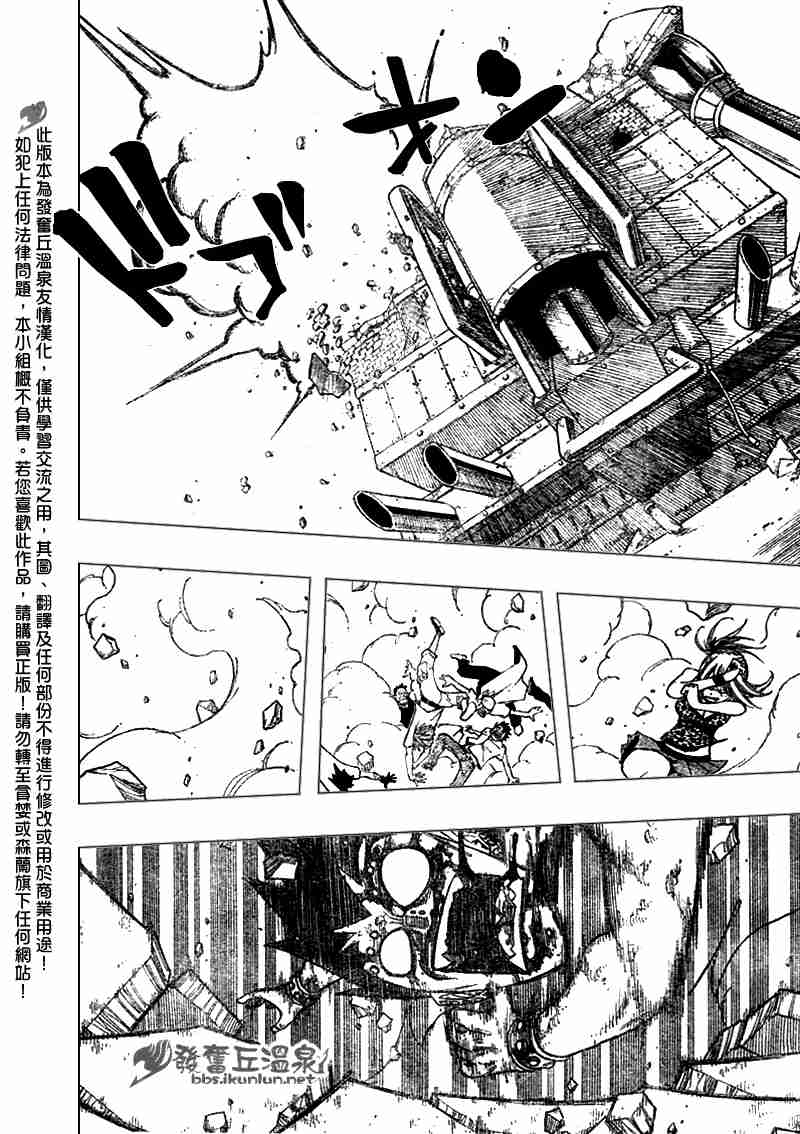 此版本為發奮丘溫泉友情漢化，僅供學習交流之用，其圖、翻譯及任何部份不得進行修改或用於商業用途！
如犯上任何法律問題，本小組概不負責。若您喜歡此作品，請購買正版！請勿轉至貪婪或森蘭旗下任何網站！
ドゴ
オン
發奮丘溫泉
bbs.ikunlun.net